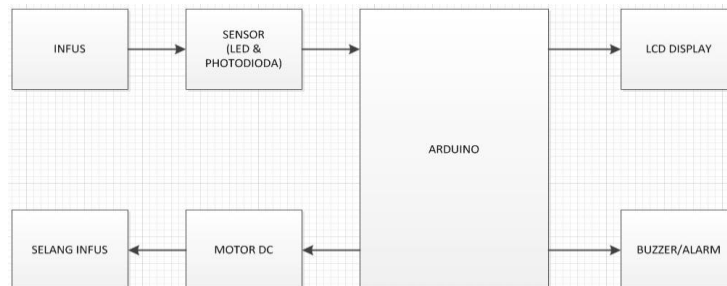 INFUS
SENSOR
(LED &
PHOTODIODA)
LCD DISPLAY
ARDUINO
SELANG INFUS
MOTOR DC
BUZZER/ALARM